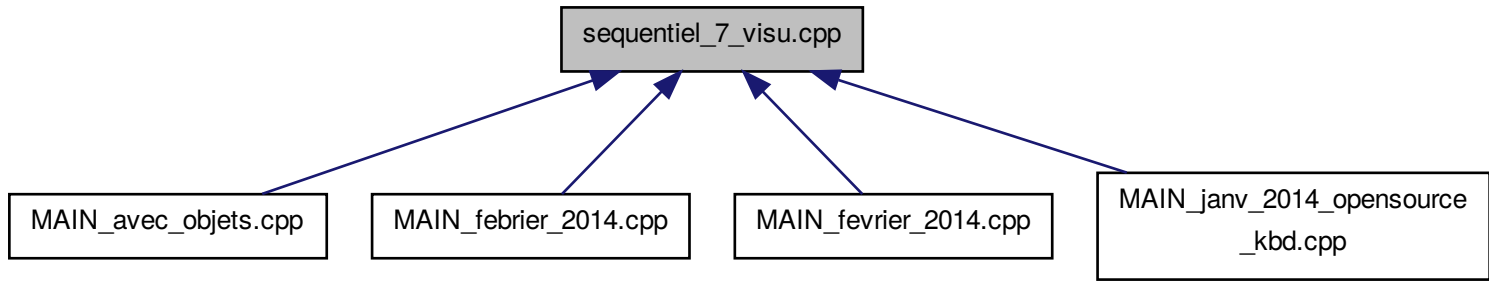 sequentiel_7_visu.cpp
MAIN_avec_objets.cpp
MAIN_febrier_2014.cpp
MAIN_fevrier_2014.cpp
MAIN_janv_2014_opensource
_kbd.cpp